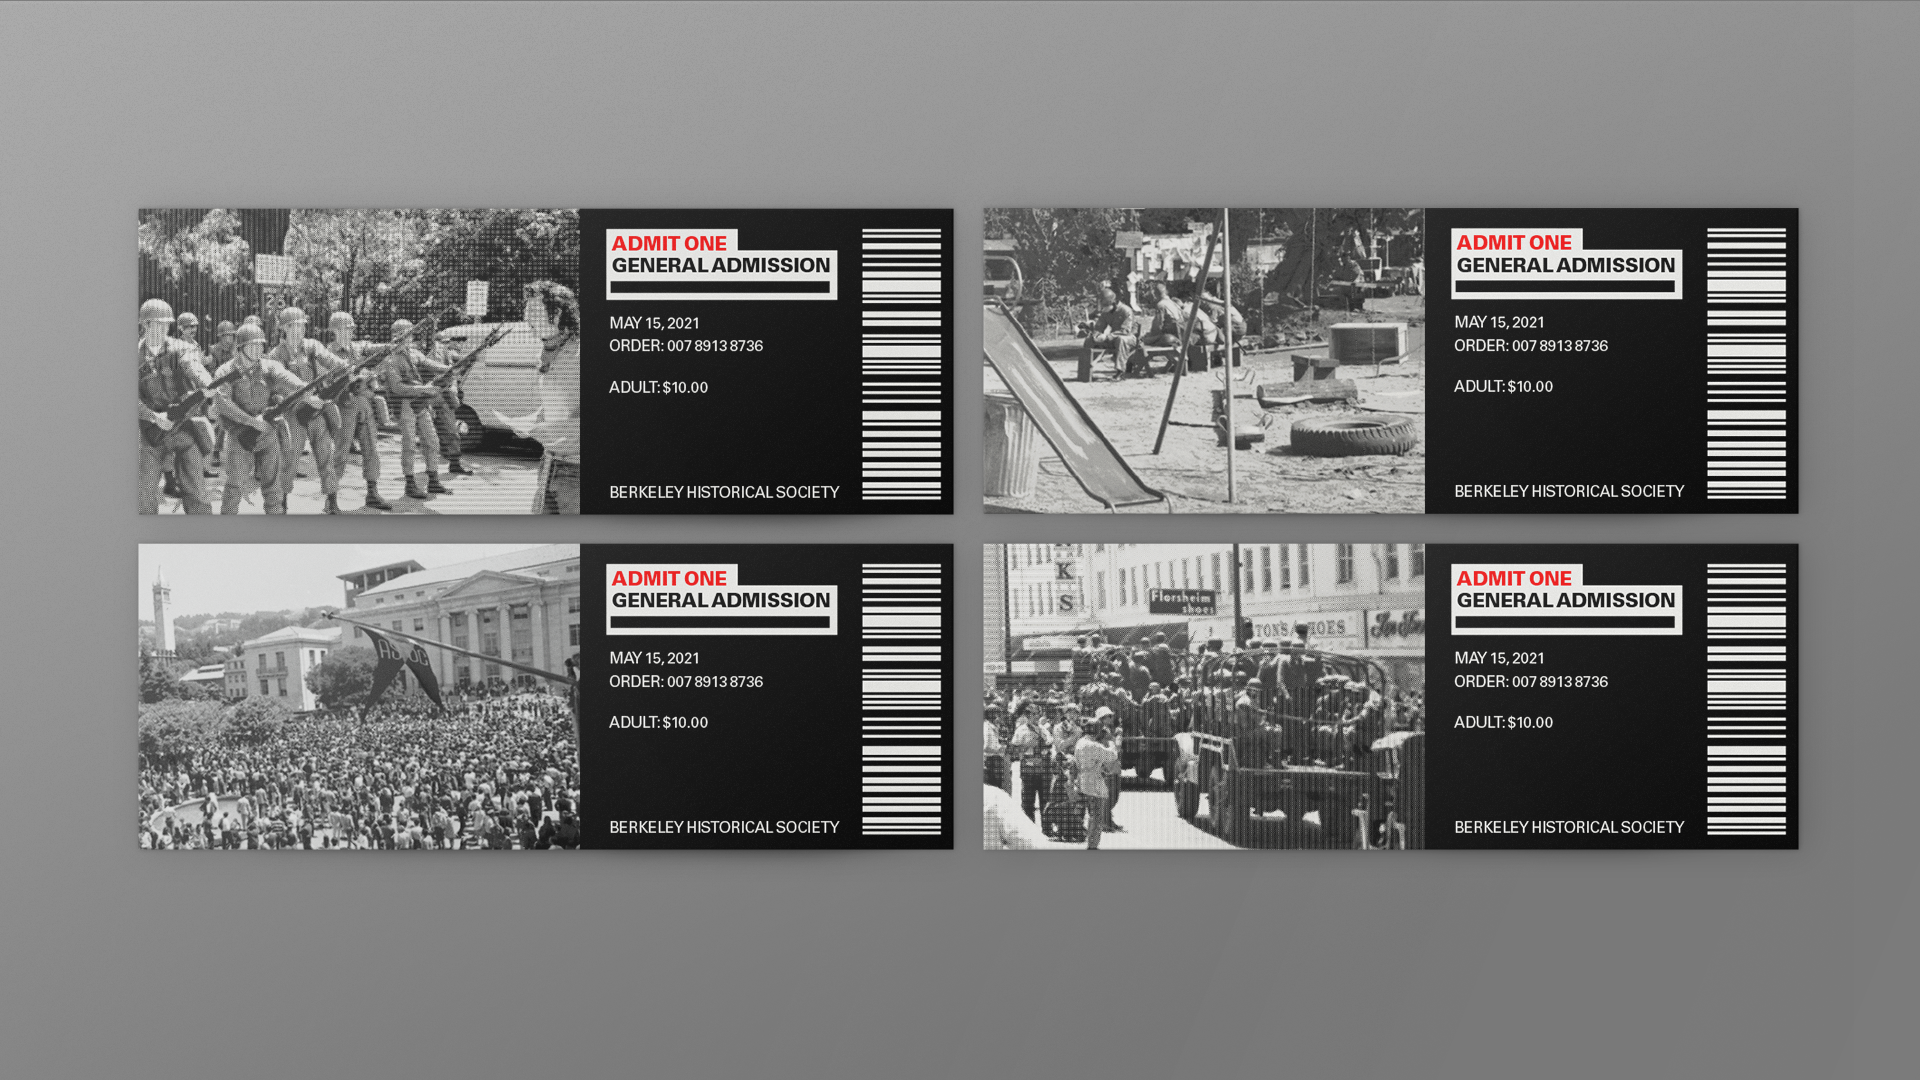 ADMIT ONE
GENERAL ADMISSION
MAY 15, 2021
ORDER: 007 8913 8736
ADULT: $10.00
BERKELEY HISTORICAL SOCIETY
ADMIT ONE
GENERAL ADMISSION
MAY 15, 2021
ORDER: 007 8913 8736
ADULT: $10.00
BERKELEY HISTORICAL SOCIETY
ADMIT ONE
GENERAL ADMISSION
MAY 15, 2021
ORDER: 007 8913 8736
ADULT: $10.00
BERKELEY HISTORICAL SOCIETY
K
S
Florsheim
shoes
ADMIT ONE
GENERAL ADMISSION
MAY 15, 2021
ORDER: 007 8913 8736
ADULT: $10.00
BERKELEY HISTORICAL SOCIETY